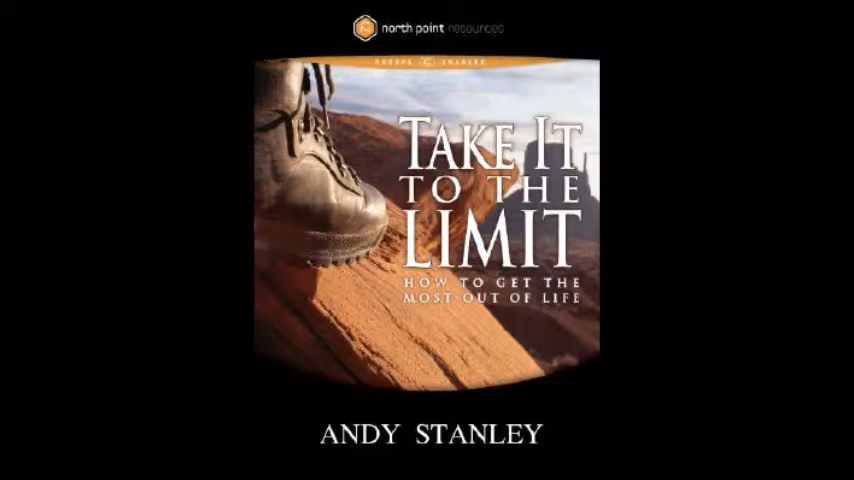 north point resources
TAKE IT
TO THE
LIMIT
HOW TO GET THE
MOST OUT OF LIFE
ANDY STANLEY